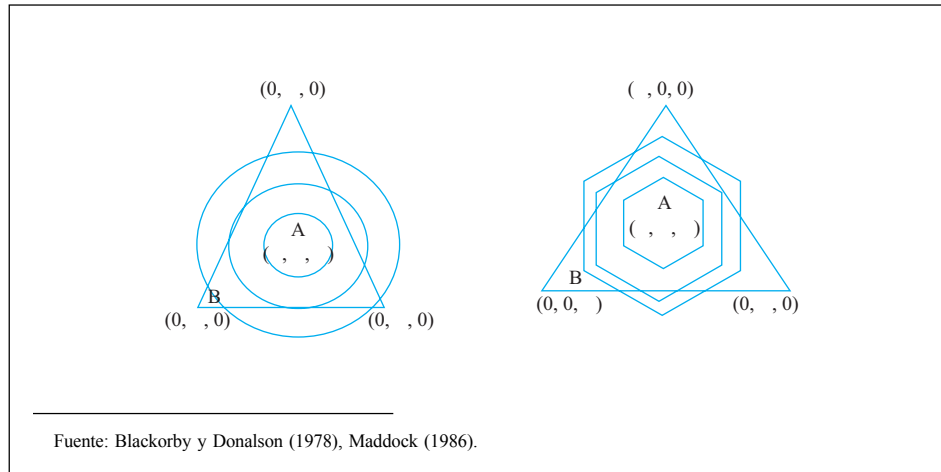 (0, , 0)
( , 0, 0)
A
( , , )
B
(0, , 0)
(0, , 0)
A
( , , )
B
(0, 0, )
(0, , 0)
Fuente: Blackorby y Donalson (1978), Maddock (1986).